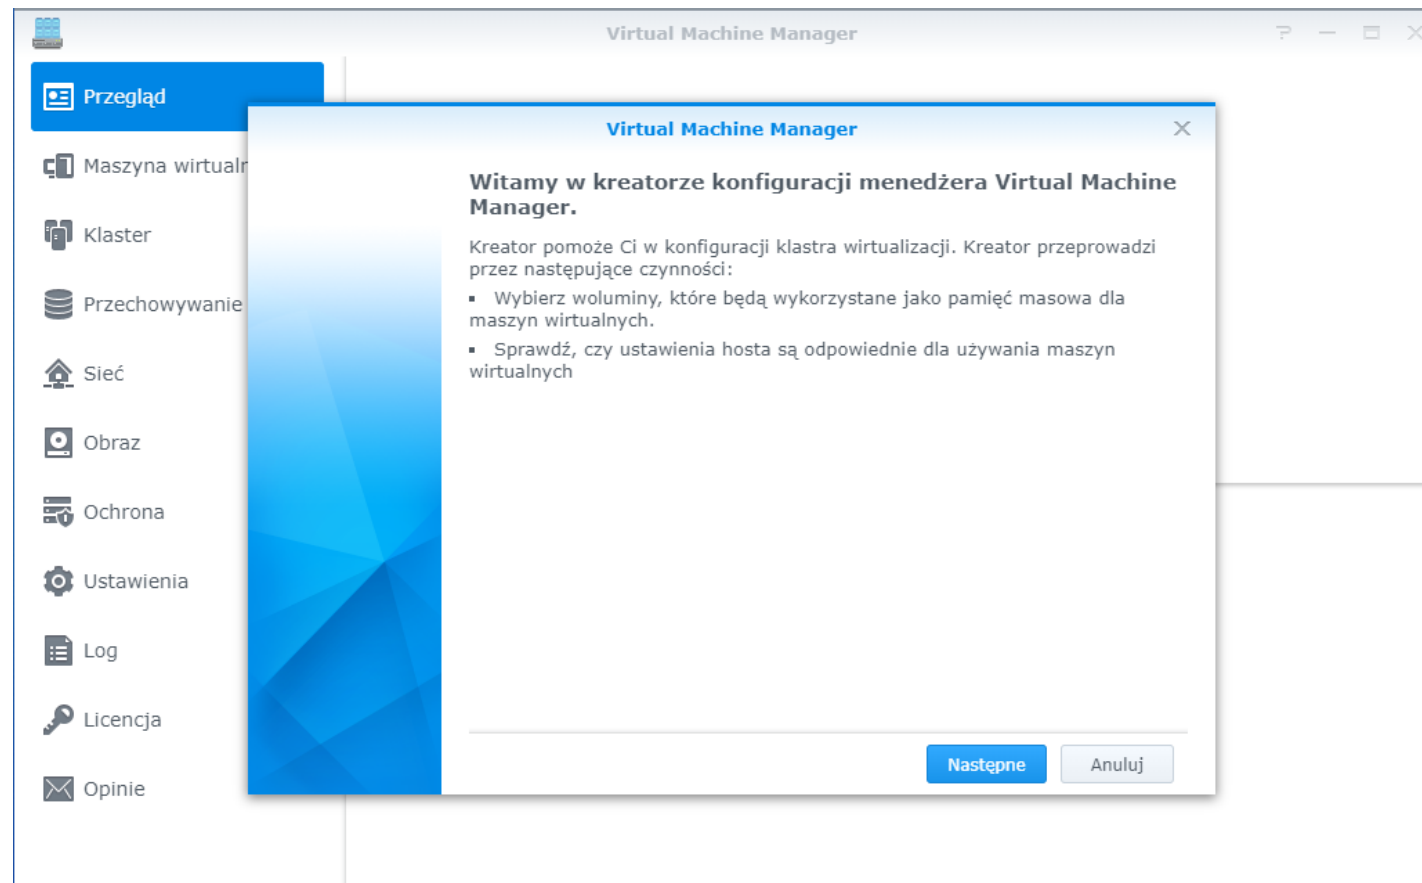 Virtual Machine Manager
Przegląd
Maszyna wirtualn
Klaster
Przechowywanie
Sieć
Obraz
Ochrona
Ustawienia
Log
Licencja
Opinie
Virtual Machine Manager
Witamy w kreatorze konfiguracji menedżera Virtual Machine
Manager.
Kreator pomoże Ci w konfiguracji klastra wirtualizacji. Kreator przeprowadzi
przez następujące czynności:
▪ Wybierz woluminy, które będą wykorzystane jako pamięć masowa dla
maszyn wirtualnych.
▪ Sprawdź, czy ustawienia hosta są odpowiednie dla używania maszyn
wirtualnych
Następne
Anuluj